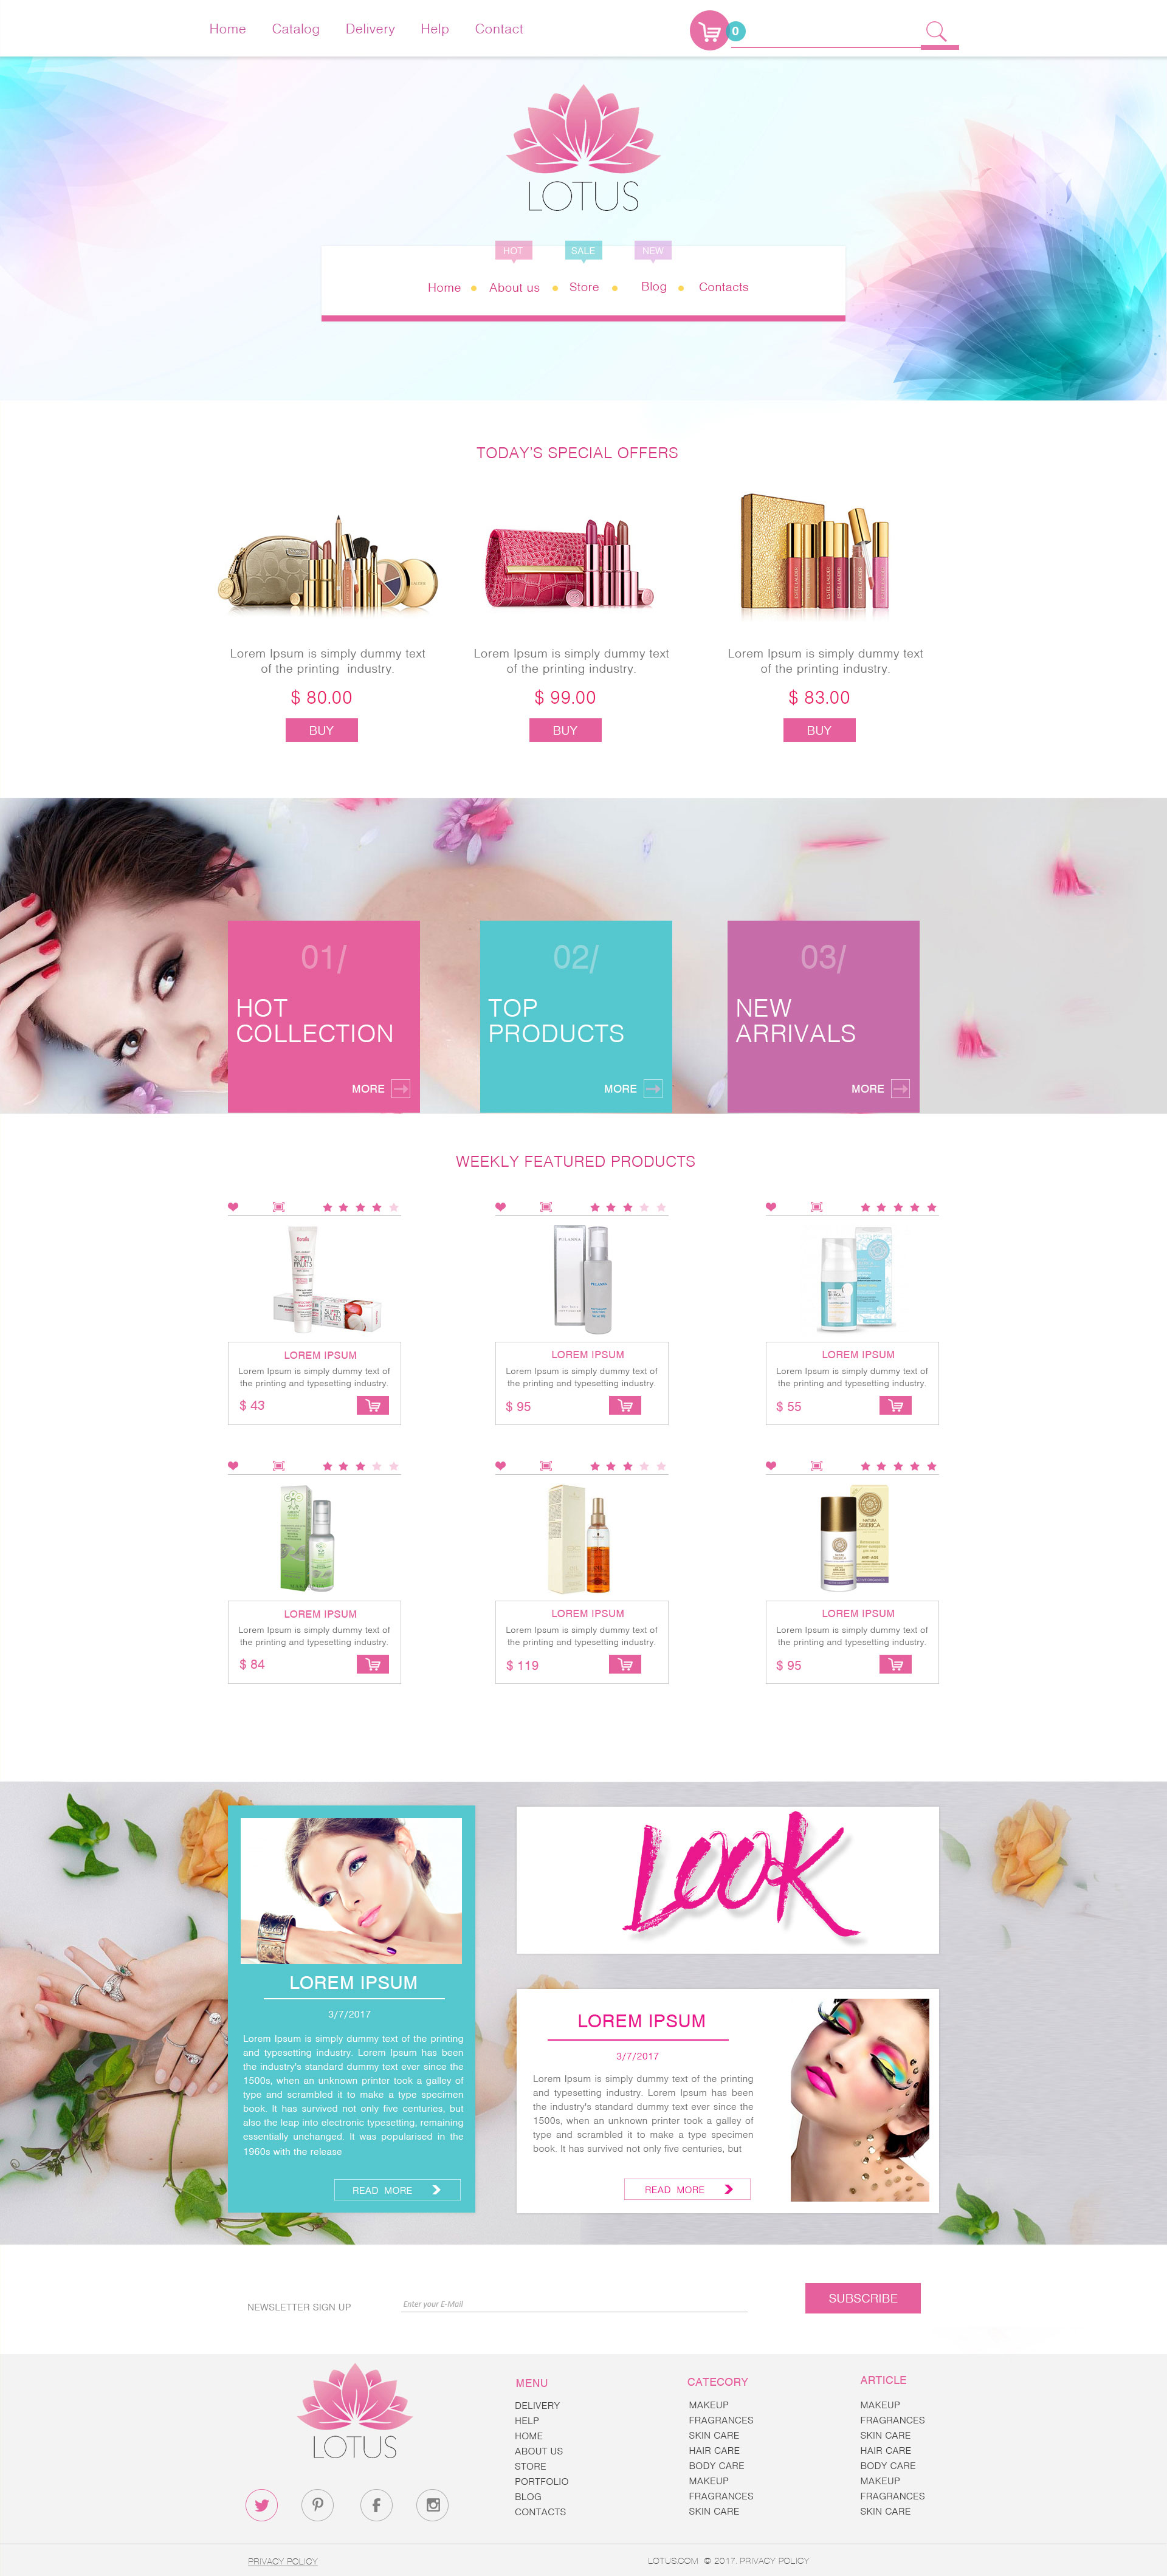 Home Catalog Delivery Help Contact
0
LOTUS
HOT SALE NEW
Home About us Store Blog Contacts
TODAY'S SPECIAL OFFERS
Lorem Ipsum is simply dummy text
of the printing industry.
$ 80.00
BUY
Lorem Ipsum is simply dummy text
of the printing industry.
$ 99.00
BUY
Lorem Ipsum is simply dummy text
of the printing industry.
$ 83.00
BUY
01/
HOT
COLLECTION
MORE
02/
TOP
PRODUCTS
MORE
03/
NEW
ARRIVALS
MORE
WEEKLY FEATURED PRODUCTS
SUPER
FRUITS
LOREM IPSUM
Lorem Ipsum is simply dummy text of
the printing and typesetting industry.
$ 43
PULANNA
LOREM IPSUM
Lorem Ipsum is simply dummy text of
the printing and typesetting industry.
$ 95
LOREM IPSUM
Lorem Ipsum is simply dummy text of
the printing and typesetting industry.
$ 55
LOREM IPSUM
Lorem Ipsum is simply dummy text of
the printing and typesetting industry.
$ 84
LOREM IPSUM
Lorem Ipsum is simply dummy text of
the printing and typesetting industry.
$ 119
NATURA
SIBERICA
ANTI-AGE
LOREM IPSUM
Lorem Ipsum is simply dummy text of
the printing and typesetting industry.
$ 95
LOREM IPSUM
3/7/2017
Lorem Ipsum is simply dummy text of the printing
and typesetting industry. Lorem Ipsum has been
the industry's standard dummy text ever since the
1500s, when an unknown printer took a galley of
type and scrambled it to make a type specimen
book. It has survived not only five centuries, but
also the leap into electronic typesetting, remaining
essentially unchanged. It was popularised in the
1960s with the release
READ MORE
LOOK
LOREM IPSUM
3/7/2017
Lorem Ipsum is simply dummy text of the printing
and typesetting industry. Lorem Ipsum has been
the industry's standard dummy text ever since the
1500s, when an unknown printer took a galley of
type and scrambled it to make a type specimen
book. It has survived not only five centuries, but
READ MORE
NEWSLETTER SIGN UP
Enter your E-Mail
SUBSCRIBE
LOTUS
MENU
DELIVERY
HELP
HOME
ABOUT US
STORE
PORTFOLIO
BLOG
CONTACTS
CATECORY
MAKEUP
FRAGRANCES
SKIN CARE
HAIR CARE
BODY CARE
MAKEUP
FRAGRANCES
SKIN CARE
ARTICLE
MAKEUP
FRAGRANCES
SKIN CARE
HAIR CARE
BODY CARE
MAKEUP
FRAGRANCES
SKIN CARE
PRIVACY POLICY
LOTUS.COM © 2017. PRIVACY POLICY